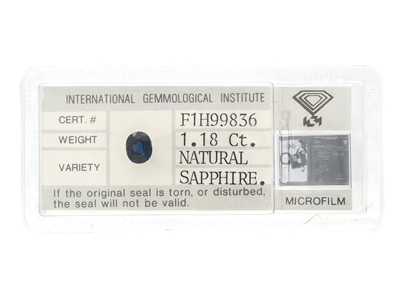 INTERNATIONAL GEMMOLOGICAL INSTITUTE
CERT. # F1H99836
WEIGHT 1.18 Ct.
VARIETY NATURAL
SAPPHIRE.
If the original seal is torn, or disturbed,
the seal will not be valid.
MICROFILM